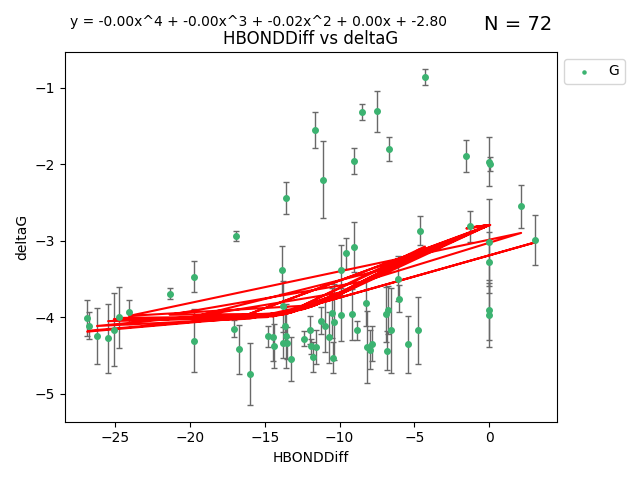 y = -0.00x^4 + -0.00x^3 + -0.02x^2 + 0.00x + -2.80
N = 72
HBONDDiff vs deltaG
G
deltaG
−1
−2
−3
−4
−5
−25 −20 −15 −10 −5 0
HBONDDiff